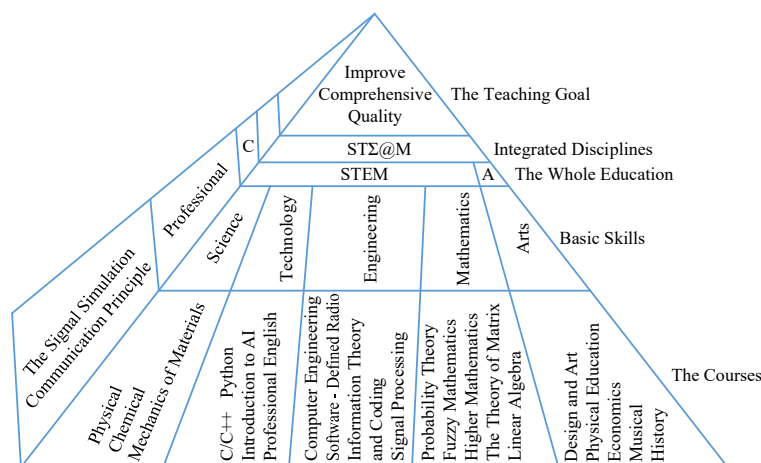 Improve
Comprehensive
Quality
The Teaching Goal
STΣ@M
Integrated Disciplines
C
STEM
A
The Whole Education
Professional
Science
Technology
Engineering
Mathematics
Arts
Basic Skills
The Signal Simulation
Communication Principle
Physical
Chemical
Mechanics of Materials
C/C++ Python
Introduction to AI
Professional English
Computer Engineering
Software - Defined Radio
Information Theory
and Coding
Signal Processing
Probability Theory
Fuzzy Mathematics
Higher Mathematics
The Theory of Matrix
Linear Algebra
Design and Art
Physical Education
Economics
Musical
History
The Courses